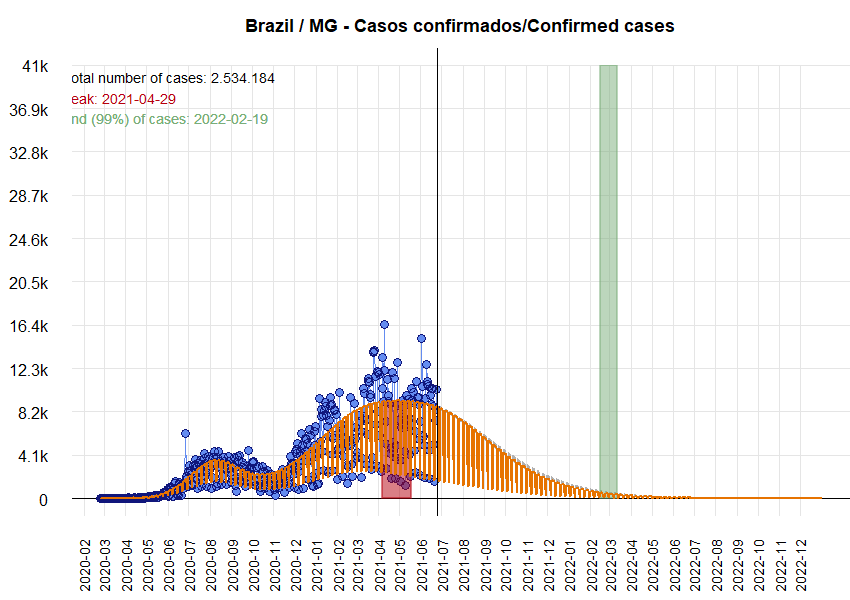 Brazil / MG - Casos confirmados/Confirmed cases
41k
otal number of cases: 2.534.184
eak: 2021-04-29
36.9k
nd (99%) of cases: 2022-02-19
32.8k
28.7k
24.6k
20.5k
16.4k
12.3k
8.2k
4.1k
0
2020-02
2020-03
2020-04
2020-05
2020-06
2020-07
2020-08
2020-09
2020-10
2020-11
2020-12
2021-01
2021-02
2021-03
2021-04
2021-05
2021-06
2021-07
2021-08
2021-09
2021-10
2021-11
2021-12
2022-01
2022-02
2022-03
2022-04
2022-05
2022-06
2022-07
2022-08
2022-09
2022-10
2022-11
2022-12